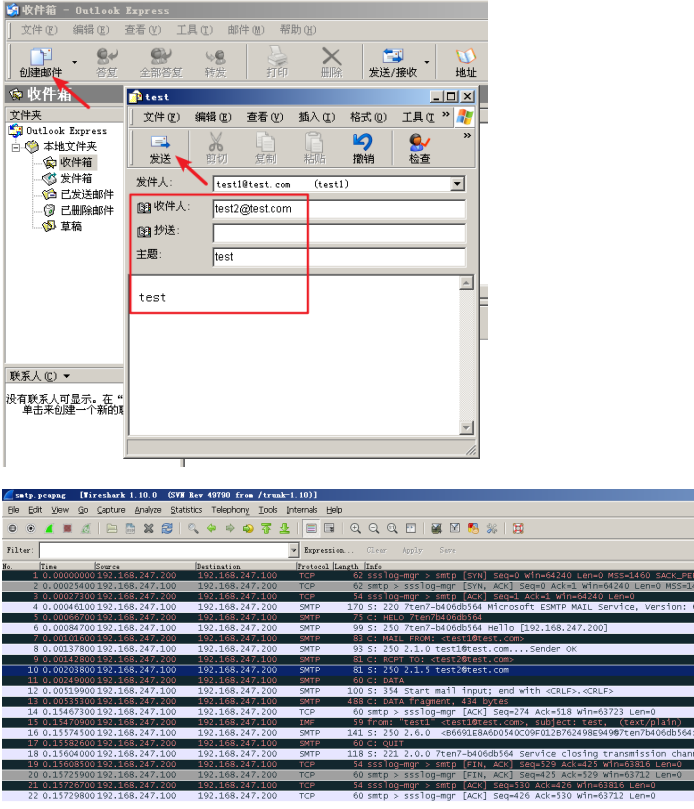 收件箱 - Outlook Express
文件(F) 编辑(E) 查看(V) 工具(T) 邮件(M) 帮助(H)
创建邮件 答复 全部答复 转发 打印 删除 发送/接收 地址
收件箱
文件夹
Outlook Express
本地文件夹
收件箱
发件箱
已发送邮件
已删除邮件
草稿
联系人(C)
没有联系人可显示。在 “
单击来创建一个新的联
test
文件(F) 编辑(E) 查看(V) 插入(I) 格式(O) 工具(T »
发送 剪切 复制 粘贴 撤销 检查 »
发件人: test1@test.com (test1)
收件人: test2@test.com
抄送:
主题: test
test
smtp.pcapng [Wireshark 1.10.0 (SVN Rev 49790 from /trunk-1.10)]
File Edit View Go Capture Analyze Statistics Telephony Tools Internals Help
Filter: Expression... Clear Apply Save
No. Time Source Destination Protocol Length Info
1 0.00000000 192.168.247.200 192.168.247.100 TCP 62 ssslog-mgr > smtp [SYN] Seq=0 Win=64240 Len=0 MSS=1460 SACK_PE
2 0.00025400 192.168.247.100 192.168.247.200 TCP 62 smtp > ssslog-mgr [SYN, ACK] Seq=0 Ack=1 Win=64240 Len=0 MSS=14
3 0.00027300 192.168.247.200 192.168.247.100 TCP 54 ssslog-mgr > smtp [ACK] Seq=1 Ack=1 Win=64240 Len=0
4 0.00046100 192.168.247.100 192.168.247.200 SMTP 170 S: 220 7ten7-b406db564 Microsoft ESMTP MAIL Service, Version:
5 0.00066700 192.168.247.200 192.168.247.100 SMTP 75 C: HELO 7ten7-b406db564
6 0.00084700 192.168.247.100 192.168.247.200 SMTP 99 S: 250 7ten7-b406db564 Hello [192.168.247.200]
7 0.00101600 192.168.247.200 192.168.247.100 SMTP 83 C: MAIL FROM: <test1@test.com>
8 0.00137800 192.168.247.100 192.168.247.200 SMTP 93 S: 250 2.1.0 test1@test.com....Sender OK
9 0.00142800 192.168.247.200 192.168.247.100 SMTP 81 C: RCPT TO: <test2@test.com>
10 0.00203800 192.168.247.100 192.168.247.200 SMTP 81 S: 250 2.1.5 test2@test.com
11 0.00249000 192.168.247.200 192.168.247.100 SMTP 60 C: DATA
12 0.00519900 192.168.247.100 192.168.247.200 SMTP 100 S: 354 Start mail input; end with <CRLF>.<CRLF>
13 0.00535300 192.168.247.200 192.168.247.100 SMTP 488 C: DATA fragment, 434 bytes
14 0.15467300 192.168.247.100 192.168.247.200 TCP 60 smtp > ssslog-mgr [ACK] Seq=274 Ack=518 Win=63723 Len=0
15 0.15470900 192.168.247.200 192.168.247.100 IMF 59 from: "test1" <test1@test.com>, subject: test, (text/plain)
16 0.15574500 192.168.247.100 192.168.247.200 SMTP 141 S: 250 2.6.0 <B6691E8A6D0540C09F012B762498E949@7ten7-b406db564>
17 0.15582600 192.168.247.200 192.168.247.100 SMTP 60 C: QUIT
18 0.15604000 192.168.247.100 192.168.247.200 SMTP 118 S: 221 2.0.0 7ten7-b406db564 Service closing transmission chan
19 0.15608500 192.168.247.200 192.168.247.100 TCP 54 ssslog-mgr > smtp [FIN, ACK] Seq=529 Ack=425 Win=63816 Len=0
20 0.15725900 192.168.247.100 192.168.247.200 TCP 60 smtp > ssslog-mgr [FIN, ACK] Seq=425 Ack=529 Win=63712 Len=0
21 0.15726700 192.168.247.200 192.168.247.100 TCP 54 ssslog-mgr > smtp [ACK] Seq=530 Ack=426 Win=63816 Len=0
22 0.15729800 192.168.247.100 192.168.247.200 TCP 60 smtp > ssslog-mgr [ACK] Seq=426 Ack=530 Win=63712 Len=0